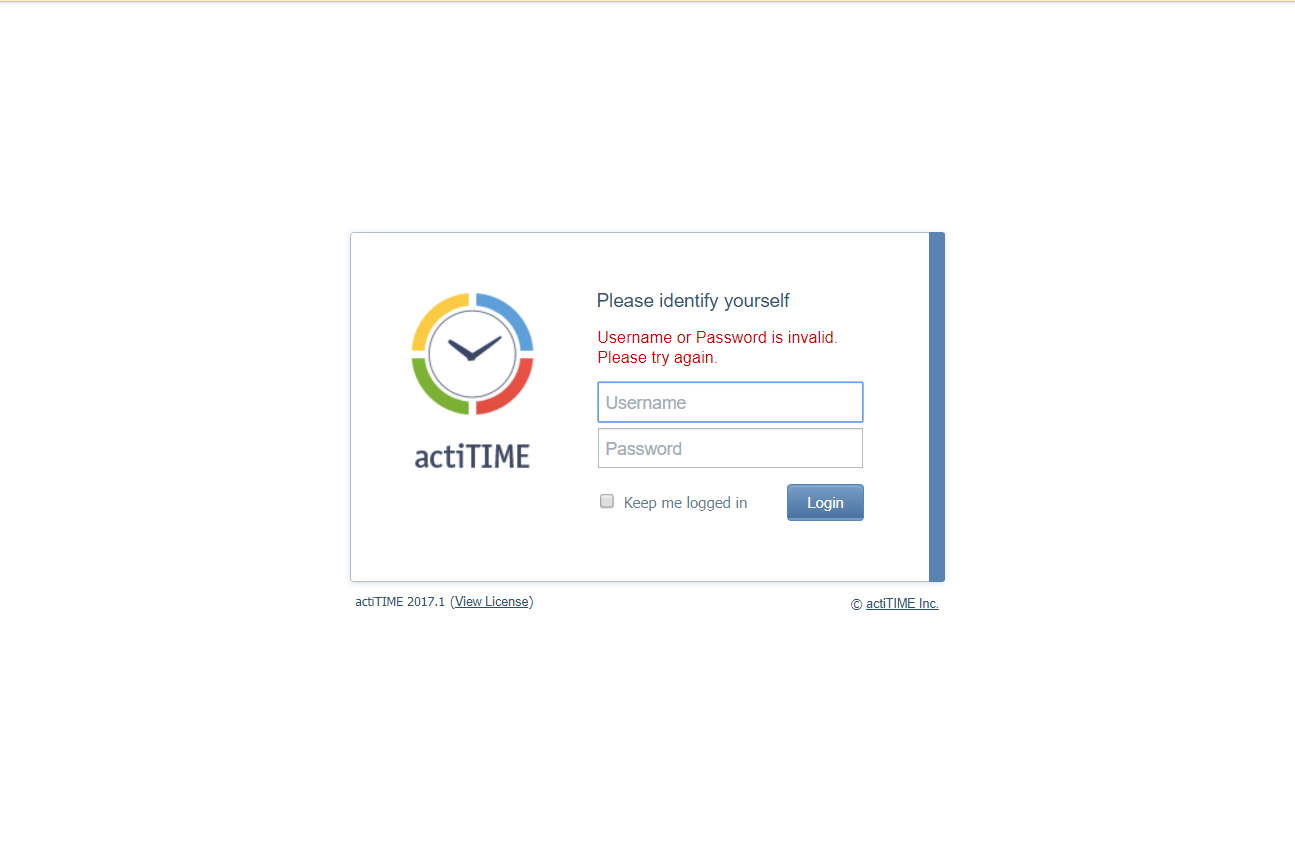 Please identify yourself
Username or Password is invalid.
Please try again.
Username
Password
Keep me logged in
Login
actiTIME
actiTIME 2017.1 (View License)
© actiTIME Inc.